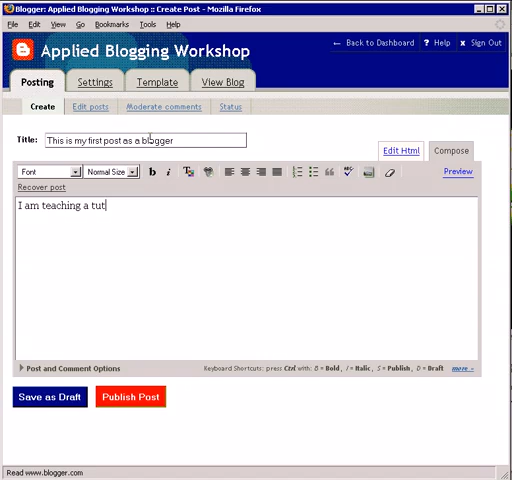 Blogger: Applied Blogging Workshop :: Create Post - Mozilla Firefox
File Edit View Go Bookmarks Tools Help
Applied Blogging Workshop
← Back to Dashboard ? Help x Sign Out
Posting Settings Template View Blog
Create Edit posts Moderate comments Status
Title: This is my first post as a blogger
Edit Html Compose
Font Normal Size b i T ABC Preview
Recover post
I am teaching a tut
Post and Comment Options Keyboard Shortcuts: press Ctrl with: B = Bold, I = Italic, S = Publish, D = Draft more »
Save as Draft Publish Post
Read www.blogger.com